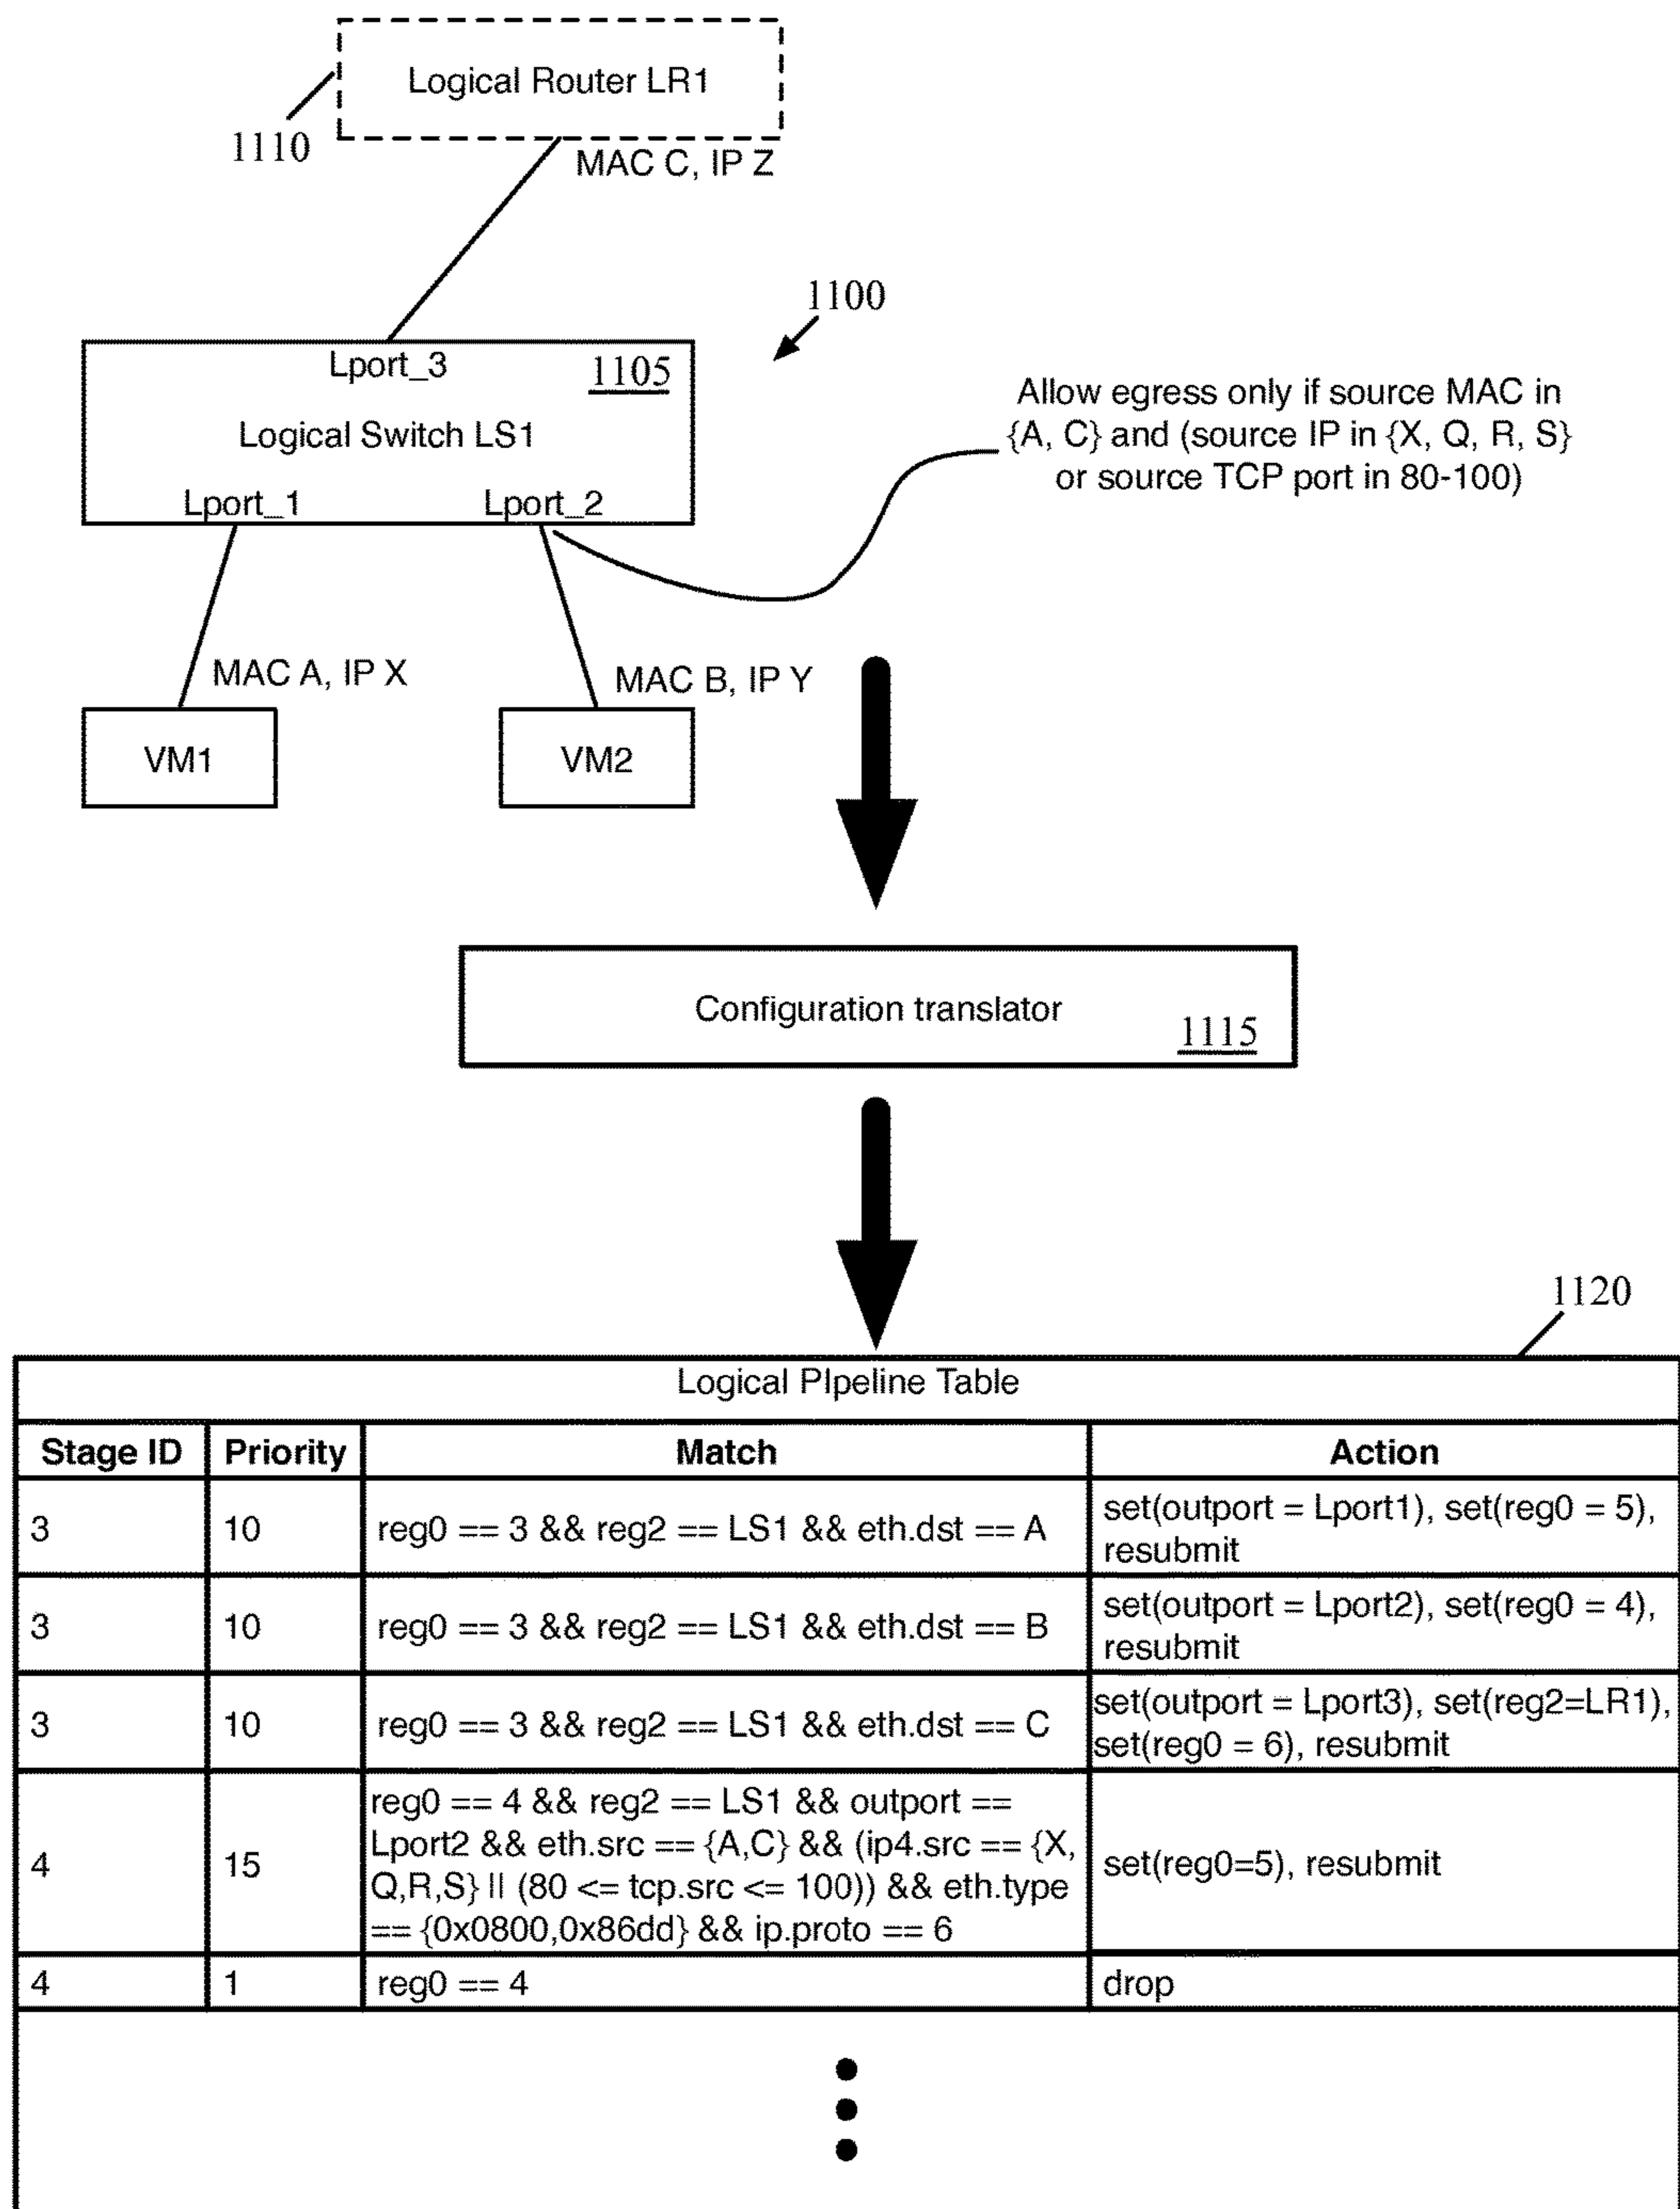 Logical Router LR1
1110
MAC C, IP Z
1100
Lport_3
1105
Logical Switch LS1
Lport_1
Lport_2
Allow egress only if source MAC in
{A, C} and (source IP in {X, Q, R, S}
or source TCP port in 80-100)
MAC A, IP X
MAC B, IP Y
VM1
VM2
Configuration translator
1115
1120
Logical PIpeline Table
Stage ID
Priority
Match
Action
3
10
reg0 == 3 && reg2 == LS1 && eth.dst == A
set(outport = Lport1), set(reg0 = 5),
resubmit
3
10
reg0 == 3 && reg2 == LS1 && eth.dst == B
set(outport = Lport2), set(reg0 = 4),
resubmit
3
10
reg0 == 3 && reg2 == LS1 && eth.dst == C
set(outport = Lport3), set(reg2=LR1),
set(reg0 = 6), resubmit
4
15
reg0 == 4 && reg2 == LS1 && outport ==
Lport2 && eth.src == {A,C} && (ip4.src == {X,
Q,R,S} || (80 <= tcp.src <= 100)) && eth.type
== {0x0800,0x86dd} && ip.proto == 6
set(reg0=5), resubmit
4
1
reg0 == 4
drop